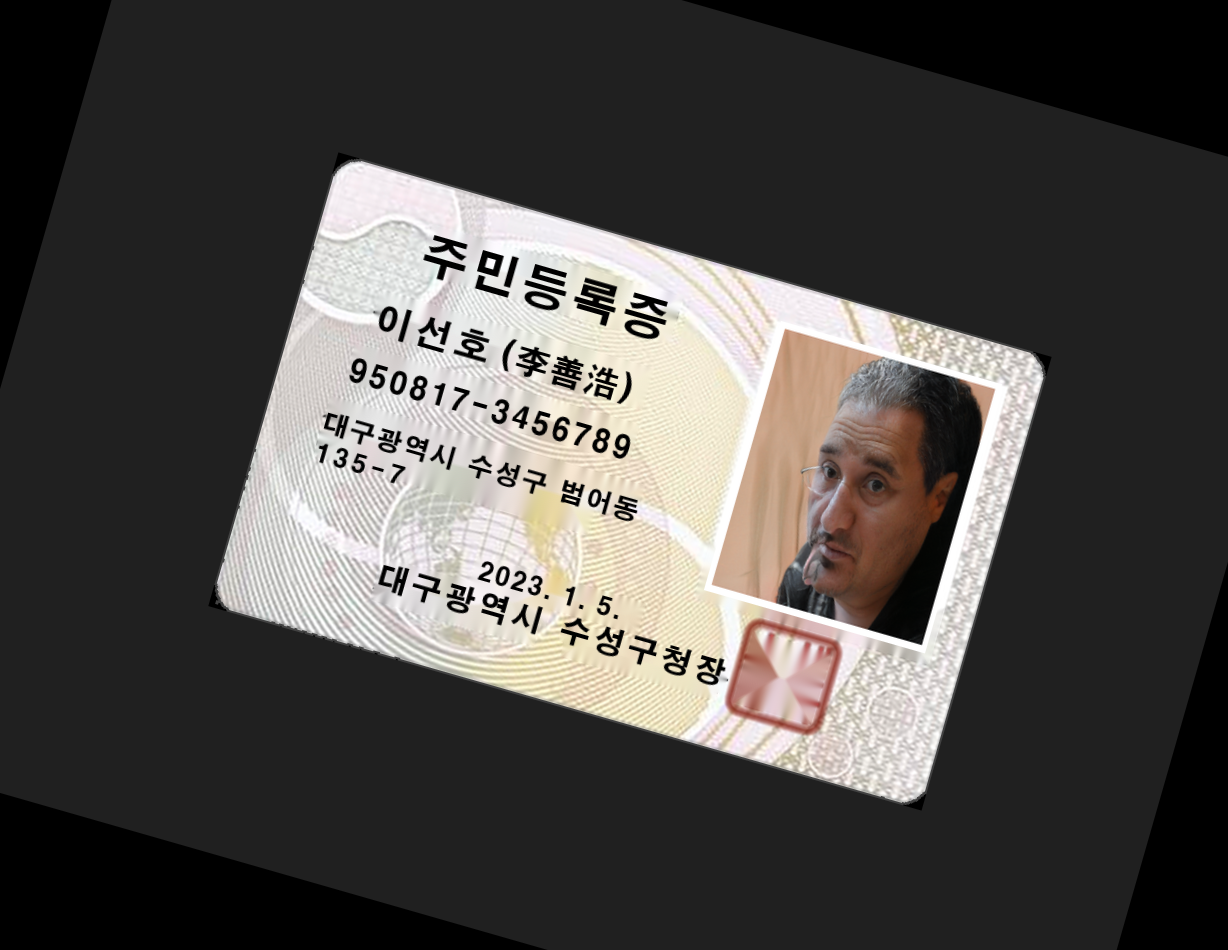 주민등록증
이선호 (李善浩)
950817-3456789
대구광역시 수성구 범어동
135-7
2023. 1. 5.
대구광역시 수성구청장